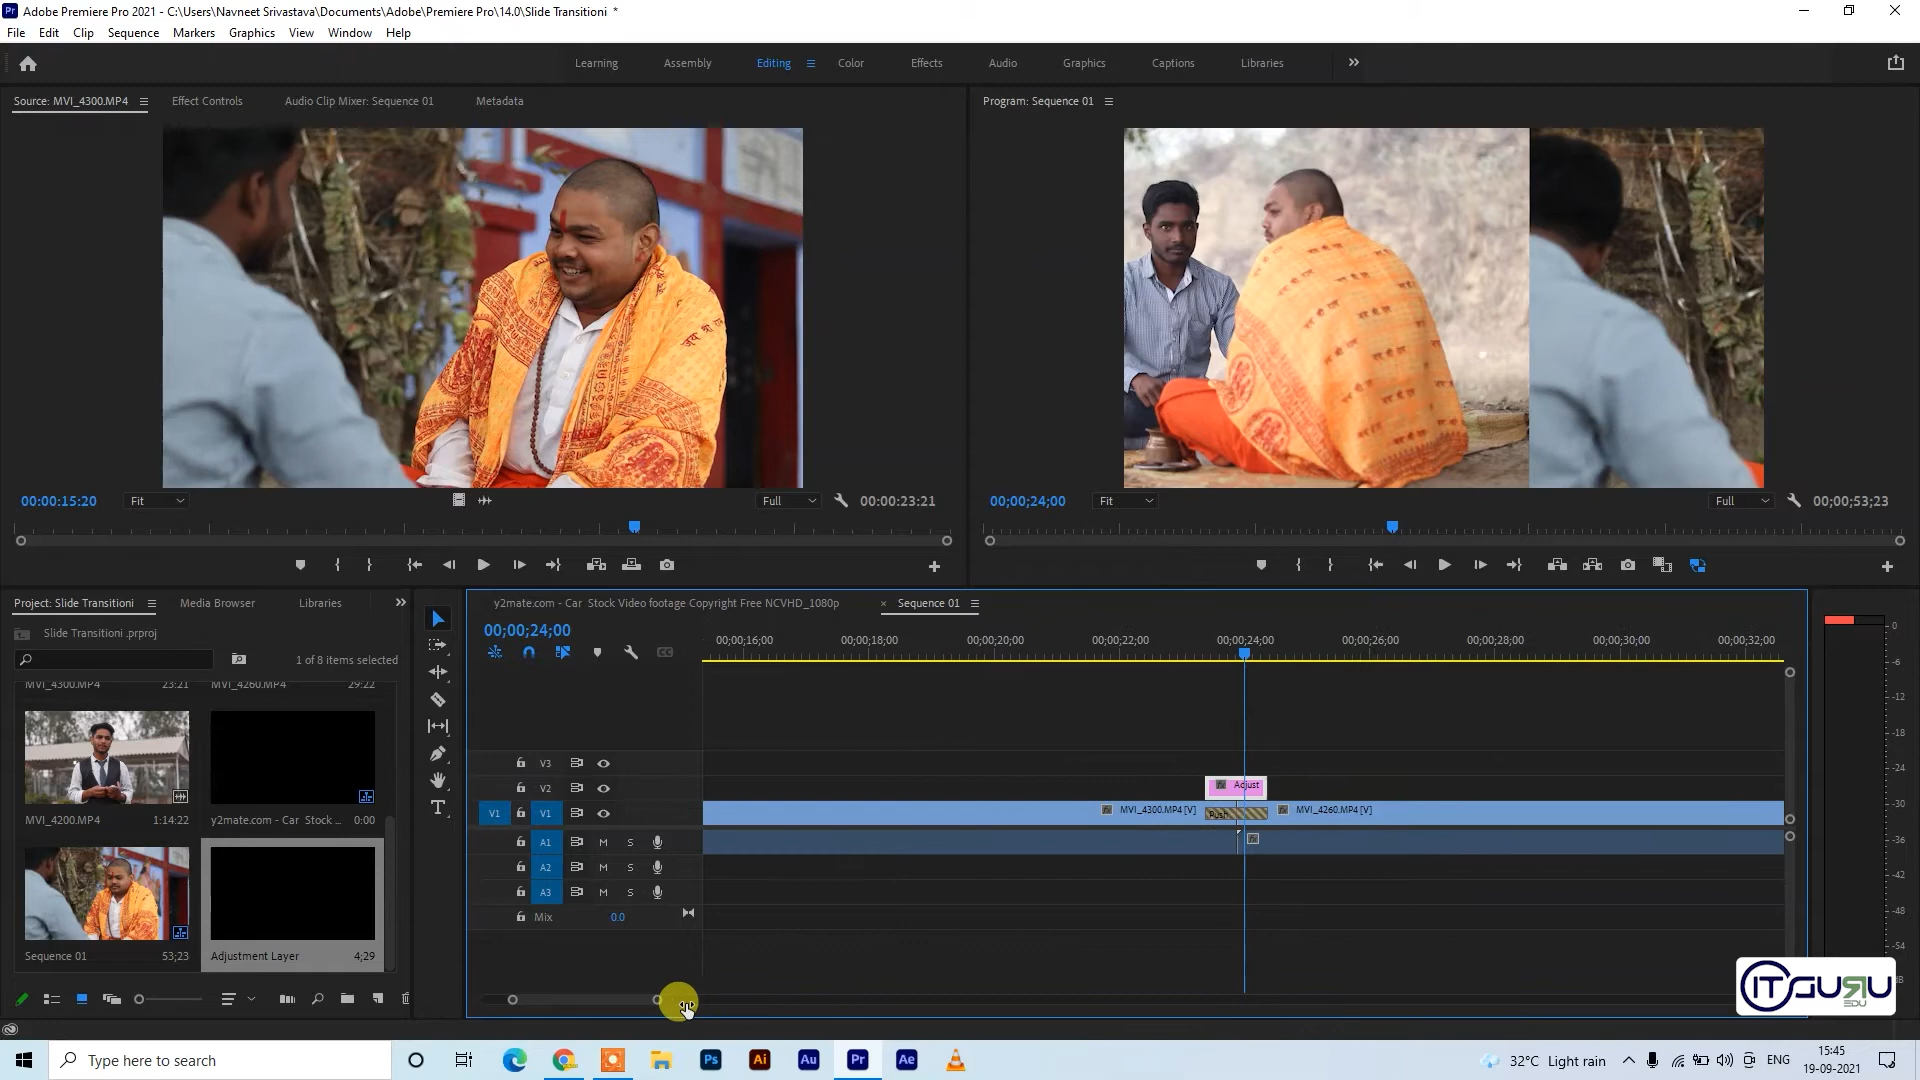 Adobe Premiere Pro 2021 - C:\Users\Navneet Srivastava\Documents\Adobe\Premiere Pro\14.0\Slide Transitioni *
File Edit Clip Sequence Markers Graphics View Window Help
Learning Assembly Editing Color Effects Audio Graphics Captions Libraries
Source: MVI_4300.MP4 Effect Controls Audio Clip Mixer: Sequence 01 Metadata
Program: Sequence 01
00:00:15:20 Fit Full 00:00:23:21
00;00;24;00 Fit Full 00;00;53;23
Project: Slide Transitioni Media Browser Libraries
Slide Transitioni .prproj
1 of 8 items selected
MVI_4300.MP4 23:21 MVI_4260.MP4 29:22
MVI_4200.MP4 1:14:22 y2mate.com - Car Stock ... 0:00
Sequence 01 53;23 Adjustment Layer 4;29
y2mate.com - Car Stock Video footage Copyright Free NCVHD_1080p × Sequence 01
00;00;24;00
00;00;16;00 00;00;18;00 00;00;20;00 00;00;22;00 00;00;24;00 00;00;26;00 00;00;28;00 00;00;30;00 00;00;32;00
V3
V2 Adjust
V1 V1 MVI_4300.MP4 [V] Push MVI_4260.MP4 [V]
A1 M S
A2 M S
A3 M S
Mix 0.0
0
-6
-12
-18
-24
-30
-36
-42
-48
-54
dB
ITGURU
EDU
Type here to search
Ps Ai Au Pr Ae
32°C Light rain ENG 15:45
19-09-2021